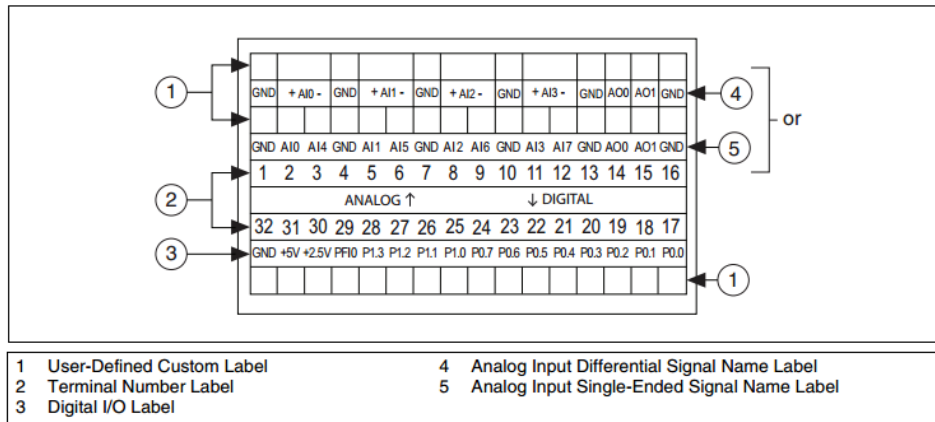 GND + AI0 - GND + AI1 - GND + AI2 - GND + AI3 - GND AO0 AO1 GND
1 4
or
GND AI0 AI4 GND AI1 AI5 GND AI2 AI6 GND AI3 AI7 GND AO0 AO1 GND
5
1 2 3 4 5 6 7 8 9 10 11 12 13 14 15 16
2 ANALOG ↑ ↓ DIGITAL
32 31 30 29 28 27 26 25 24 23 22 21 20 19 18 17
3 GND +5V +2.5V PFI0 P1.3 P1.2 P1.1 P1.0 P0.7 P0.6 P0.5 P0.4 P0.3 P0.2 P0.1 P0.0
1
1 User-Defined Custom Label
2 Terminal Number Label
3 Digital I/O Label
4 Analog Input Differential Signal Name Label
5 Analog Input Single-Ended Signal Name Label